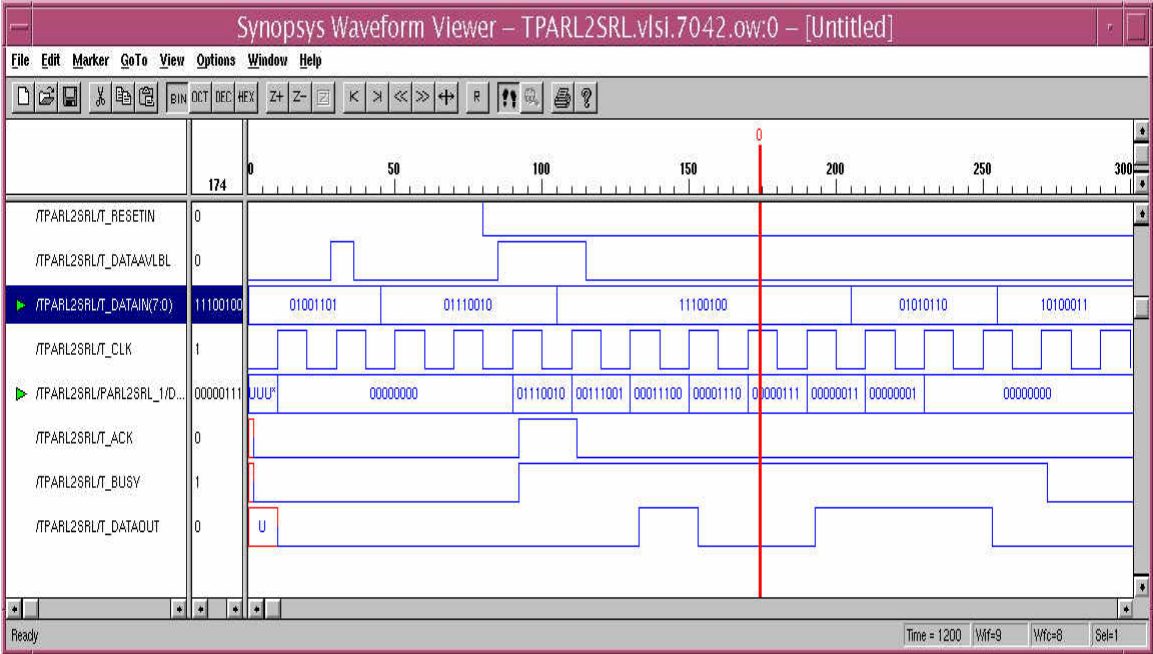 Synopsys Waveform Viewer – TPARL2SRL.vlsi.7042.ow:0 – [Untitled]
File Edit Marker GoTo View Options Window Help
BIN OCT DEC HEX Z+ Z- Z R
0
174 0 50 100 150 200 250 300
/TPARL2SRL/T_RESETIN 0
/TPARL2SRL/T_DATAAVLBL 0
/TPARL2SRL/T_DATAIN(7:0) 11100100 01001101 01110010 11100100 01010110 10100011
/TPARL2SRL/T_CLK 1
/TPARL2SRL/PARL2SRL_1/D... 00000111 UUU* 00000000 01110010 00111001 00011100 00001110 00000111 00000011 00000001 00000000
/TPARL2SRL/T_ACK 0
/TPARL2SRL/T_BUSY 1
/TPARL2SRL/T_DATAOUT 0 U
Ready Time = 1200 Wif=9 Wfc=8 Sel=1